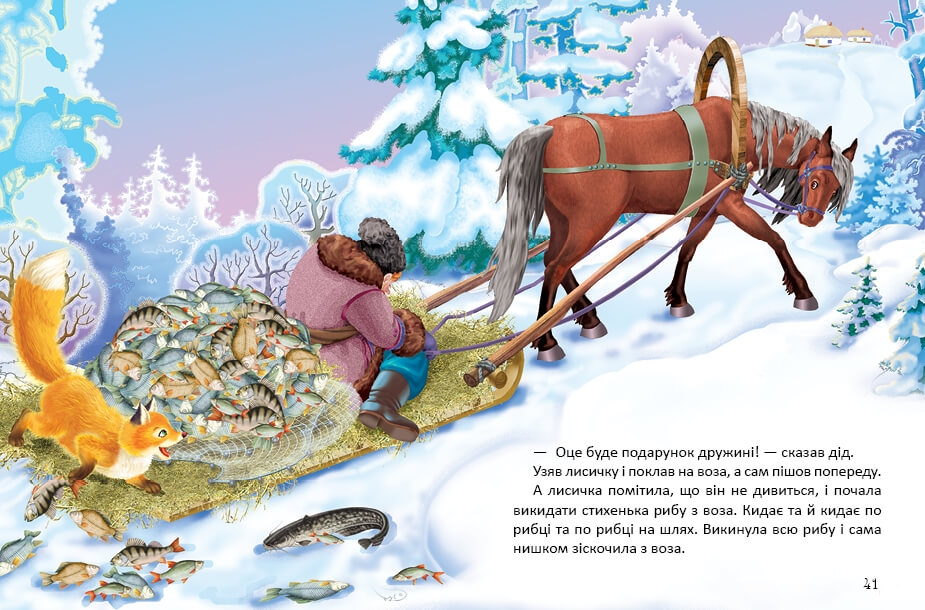 — Оце буде подарунок дружині! — сказав дід.
Узяв лисичку і поклав на воза, а сам пішов попереду.
А лисичка помітила, що він не дивиться, і почала
викидати стихенька рибу з воза. Кидає та й кидає по
рибці та по рибці на шлях. Викинула всю рибу і сама
нишком зіскочила з воза.
41